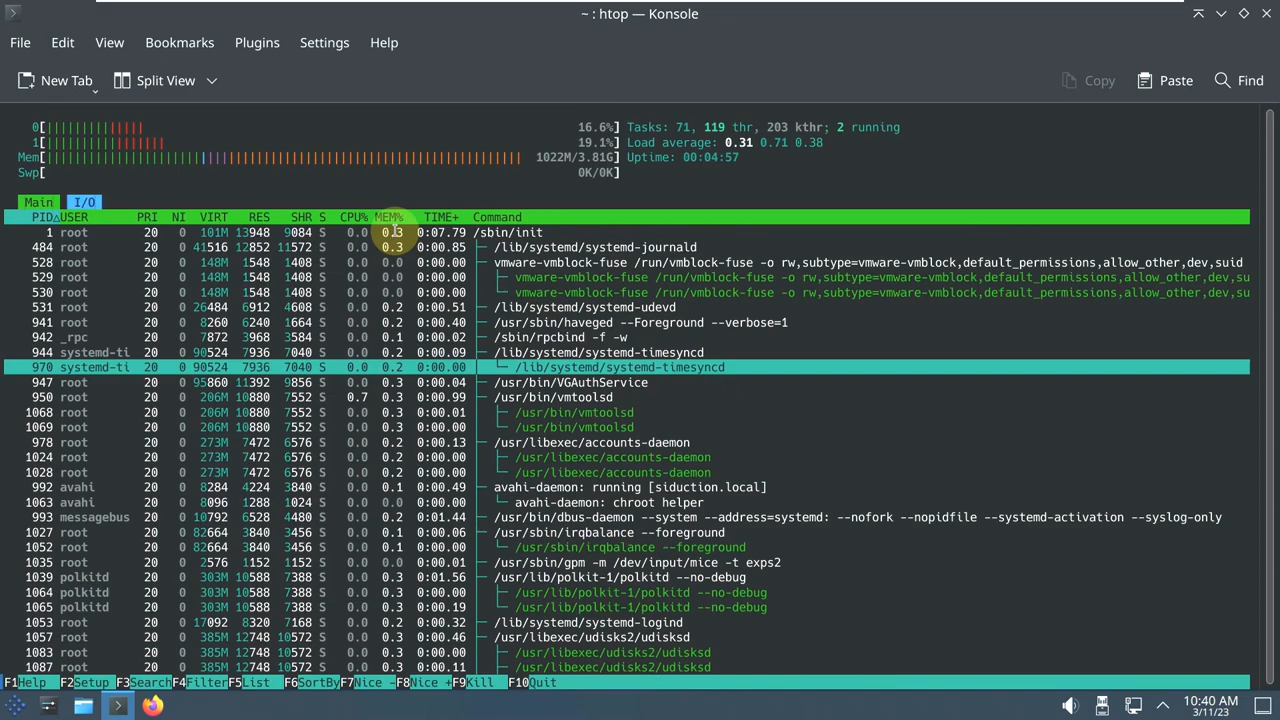 ~ : htop — Konsole
File Edit View Bookmarks Plugins Settings Help
New Tab Split View Copy Paste Find
0[||||||||||||||| 16.6%] Tasks: 71, 119 thr, 203 kthr; 2 running
1[|||||||||||||||||| 19.1%] Load average: 0.31 0.71 0.38
Mem[ 1022M/3.81G] Uptime: 00:04:57
Swp[ 0K/0K]
Main I/O
PID△USER PRI NI VIRT RES SHR S CPU% MEM% TIME+ Command
1 root 20 0 101M 13948 9084 S 0.0 0.3 0:07.79 /sbin/init
484 root 20 0 41516 12852 11572 S 0.0 0.3 0:00.85 ├─ /lib/systemd/systemd-journald
528 root 20 0 148M 1548 1408 S 0.0 0.0 0:00.00 ├─ vmware-vmblock-fuse /run/vmblock-fuse -o rw,subtype=vmware-vmblock,default_permissions,allow_other,dev,suid
529 root 20 0 148M 1548 1408 S 0.0 0.0 0:00.00 │ ├─ vmware-vmblock-fuse /run/vmblock-fuse -o rw,subtype=vmware-vmblock,default_permissions,allow_other,dev,su
530 root 20 0 148M 1548 1408 S 0.0 0.0 0:00.00 │ └─ vmware-vmblock-fuse /run/vmblock-fuse -o rw,subtype=vmware-vmblock,default_permissions,allow_other,dev,su
531 root 20 0 26484 6912 4608 S 0.0 0.2 0:00.51 ├─ /lib/systemd/systemd-udevd
941 root 20 0 8260 6240 1664 S 0.0 0.2 0:00.40 ├─ /usr/sbin/haveged --Foreground --verbose=1
942 _rpc 20 0 7872 3968 3584 S 0.0 0.1 0:00.02 ├─ /sbin/rpcbind -f -w
944 systemd-ti 20 0 90524 7936 7040 S 0.0 0.2 0:00.09 ├─ /lib/systemd/systemd-timesyncd
970 systemd-ti 20 0 90524 7936 7040 S 0.0 0.2 0:00.00 │ └─ /lib/systemd/systemd-timesyncd
947 root 20 0 95860 11392 9856 S 0.0 0.3 0:00.04 ├─ /usr/bin/VGAuthService
950 root 20 0 206M 10880 7552 S 0.7 0.3 0:00.99 ├─ /usr/bin/vmtoolsd
1068 root 20 0 206M 10880 7552 S 0.0 0.3 0:00.01 │ ├─ /usr/bin/vmtoolsd
1069 root 20 0 206M 10880 7552 S 0.0 0.3 0:00.00 │ └─ /usr/bin/vmtoolsd
978 root 20 0 273M 7472 6576 S 0.0 0.2 0:00.13 ├─ /usr/libexec/accounts-daemon
1024 root 20 0 273M 7472 6576 S 0.0 0.2 0:00.00 │ ├─ /usr/libexec/accounts-daemon
1028 root 20 0 273M 7472 6576 S 0.0 0.2 0:00.00 │ └─ /usr/libexec/accounts-daemon
992 avahi 20 0 8284 4224 3840 S 0.0 0.1 0:00.49 ├─ avahi-daemon: running [siduction.local]
1063 avahi 20 0 8096 1288 1024 S 0.0 0.0 0:00.00 │ └─ avahi-daemon: chroot helper
993 messagebus 20 0 10792 6528 4480 S 0.0 0.2 0:01.44 ├─ /usr/bin/dbus-daemon --system --address=systemd: --nofork --nopidfile --systemd-activation --syslog-only
1027 root 20 0 82664 3840 3456 S 0.0 0.1 0:00.06 ├─ /usr/sbin/irqbalance --foreground
1052 root 20 0 82664 3840 3456 S 0.0 0.1 0:00.00 │ └─ /usr/sbin/irqbalance --foreground
1035 root 20 0 2576 1152 1152 S 0.0 0.0 0:00.01 ├─ /usr/sbin/gpm -m /dev/input/mice -t exps2
1039 polkitd 20 0 303M 10588 7388 S 0.0 0.3 0:01.56 ├─ /usr/lib/polkit-1/polkitd --no-debug
1064 polkitd 20 0 303M 10588 7388 S 0.0 0.3 0:00.00 │ ├─ /usr/lib/polkit-1/polkitd --no-debug
1065 polkitd 20 0 303M 10588 7388 S 0.0 0.3 0:00.19 │ └─ /usr/lib/polkit-1/polkitd --no-debug
1053 root 20 0 17092 8320 7168 S 0.0 0.2 0:00.32 ├─ /lib/systemd/systemd-logind
1057 root 20 0 385M 12748 10572 S 0.0 0.3 0:00.46 ├─ /usr/libexec/udisks2/udisksd
1083 root 20 0 385M 12748 10572 S 0.0 0.3 0:00.00 │ ├─ /usr/libexec/udisks2/udisksd
1087 root 20 0 385M 12748 10572 S 0.0 0.3 0:00.11 │ ├─ /usr/libexec/udisks2/udisksd
F1Help F2Setup F3SearchF4FilterF5List F6SortByF7Nice -F8Nice +F9Kill F10Quit
10:40 AM
3/11/23